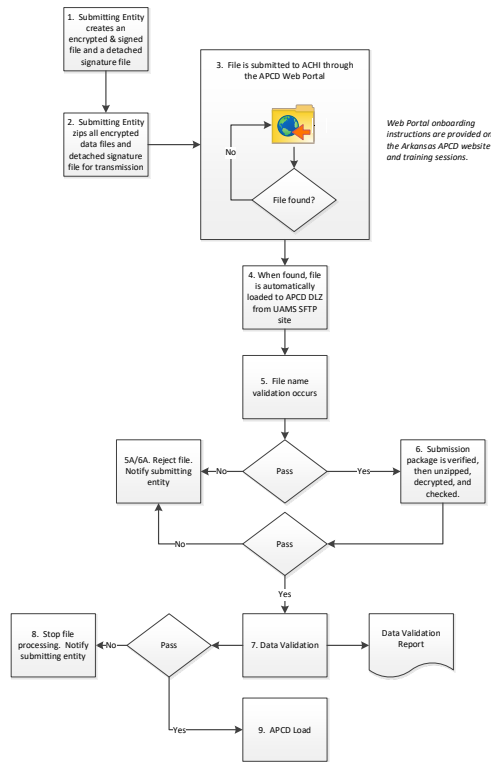 1. Submitting Entity
creates an
encrypted & signed
file and a detached
signature file
3. File is submitted to ACHI through
the APCD Web Portal
2. Submitting Entity
zips all encrypted
data files and
detached signature
file for transmission
Web Portal onboarding
instructions are provided on
the Arkansas APCD website
and training sessions.
No
File found?
4. When found, file
is automatically
loaded to APCD DLZ
from UAMS SFTP
site
5. File name
validation occurs
5A/6A. Reject file.
Notify submitting
entity
No
Pass
Yes
6. Submission
package is verified,
then unzipped,
decrypted, and
checked.
No
Pass
Yes
8. Stop file
processing. Notify
submitting entity
No
Pass
7. Data Validation
Data Validation
Report
Yes
9. APCD Load